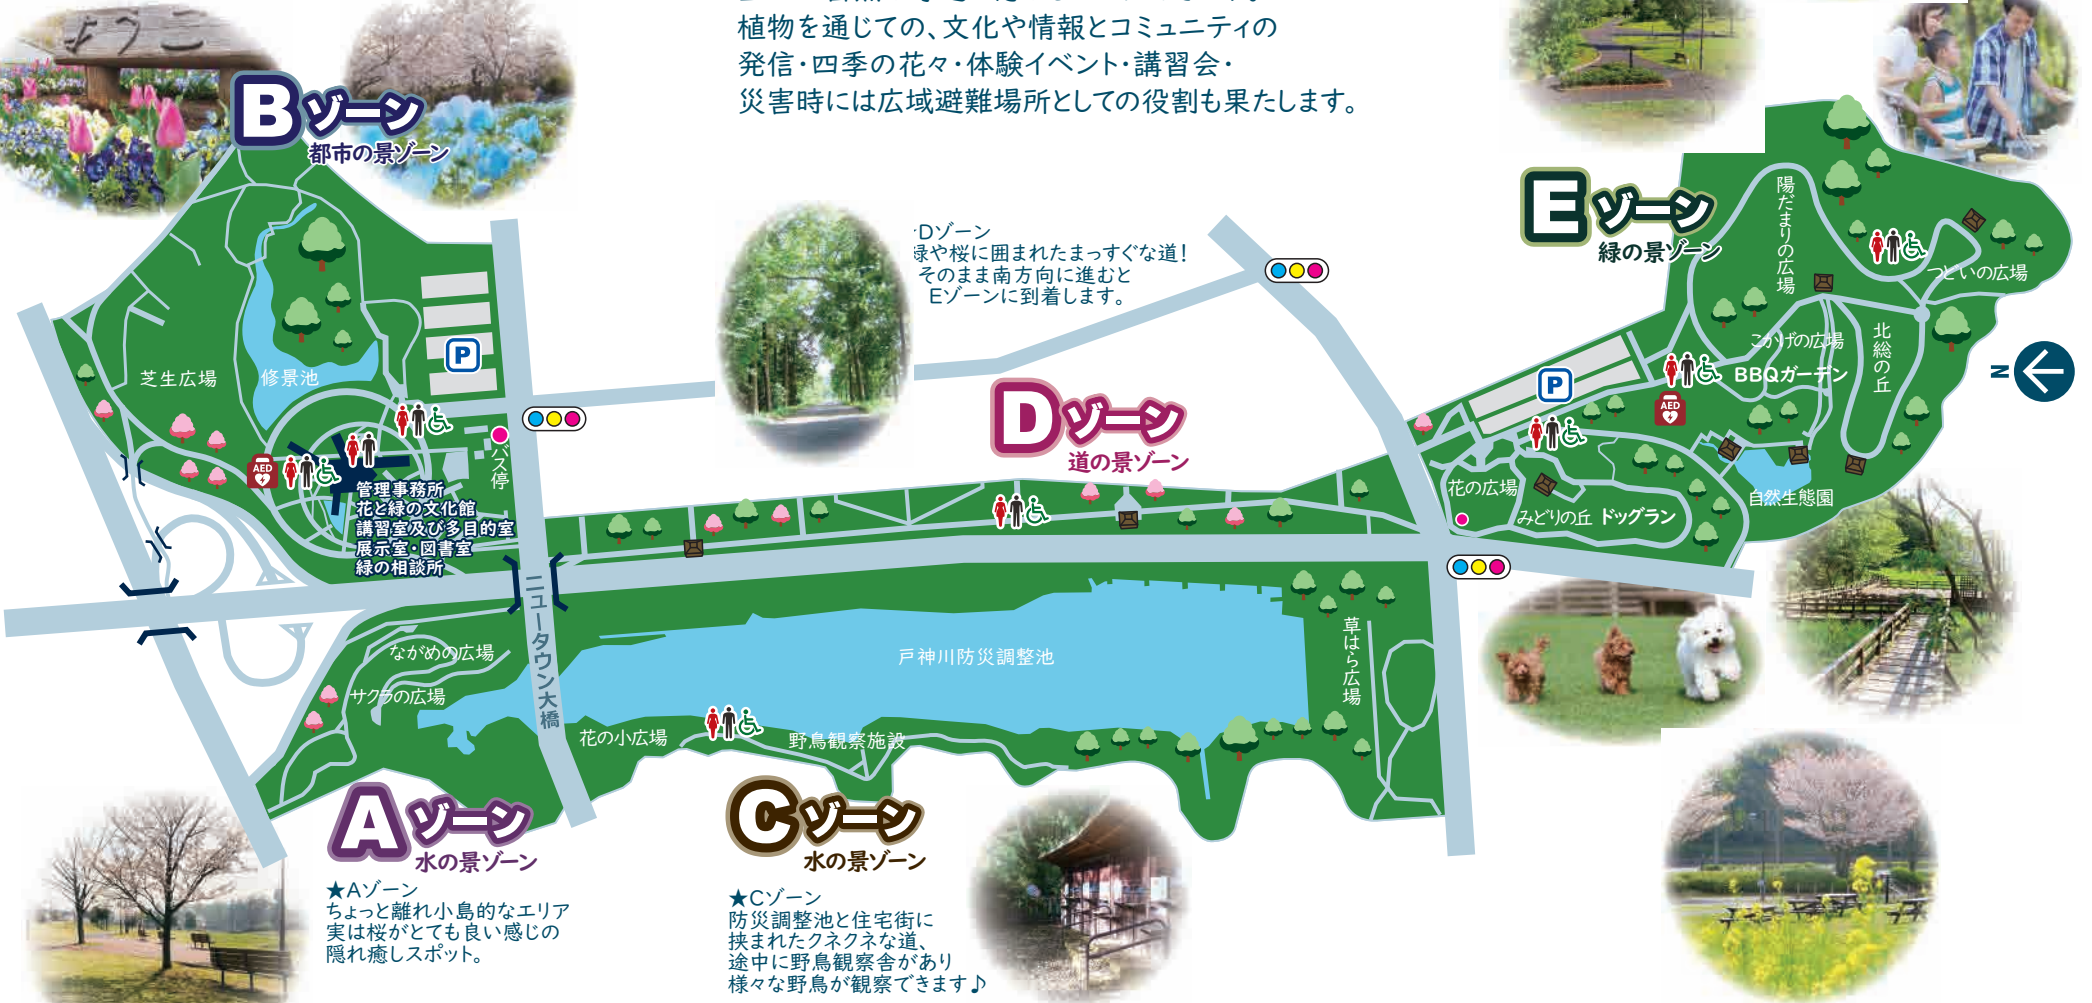 ようこ
植物を通じての、文化や情報とコミュニティの
発信・四季の花々・体験イベント・講習会・
災害時には広域避難場所としての役割も果たします。
Bゾーン
都市の景ゾーン
Dゾーン
緑や桜に囲まれたまっすぐな道!
そのまま南方向に進むと
Eゾーンに到着します。
Eゾーン
緑の景ゾーン
陽だまりの広場
つどいの広場
こかげの広場
北総の丘
BBQガーデン
N
P
P
AED
AED
芝生広場
修景池
バス停
管理事務所
花と緑の文化館
講習室及び多目的室
展示室・図書室
緑の相談所
Dゾーン
道の景ゾーン
花の広場
みどりの丘 ドッグラン
自然生態園
ニュータウン大橋
戸神川防災調整池
草はら広場
ながめの広場
サクラの広場
花の小広場
野鳥観察施設
Aゾーン
水の景ゾーン
★Aゾーン
ちょっと離れ小島的なエリア
実は桜がとても良い感じの
隠れ癒しスポット。
Cゾーン
水の景ゾーン
★Cゾーン
防災調整池と住宅街に
挟まれたクネクネな道、
途中に野鳥観察舎があり
様々な野鳥が観察できます♪